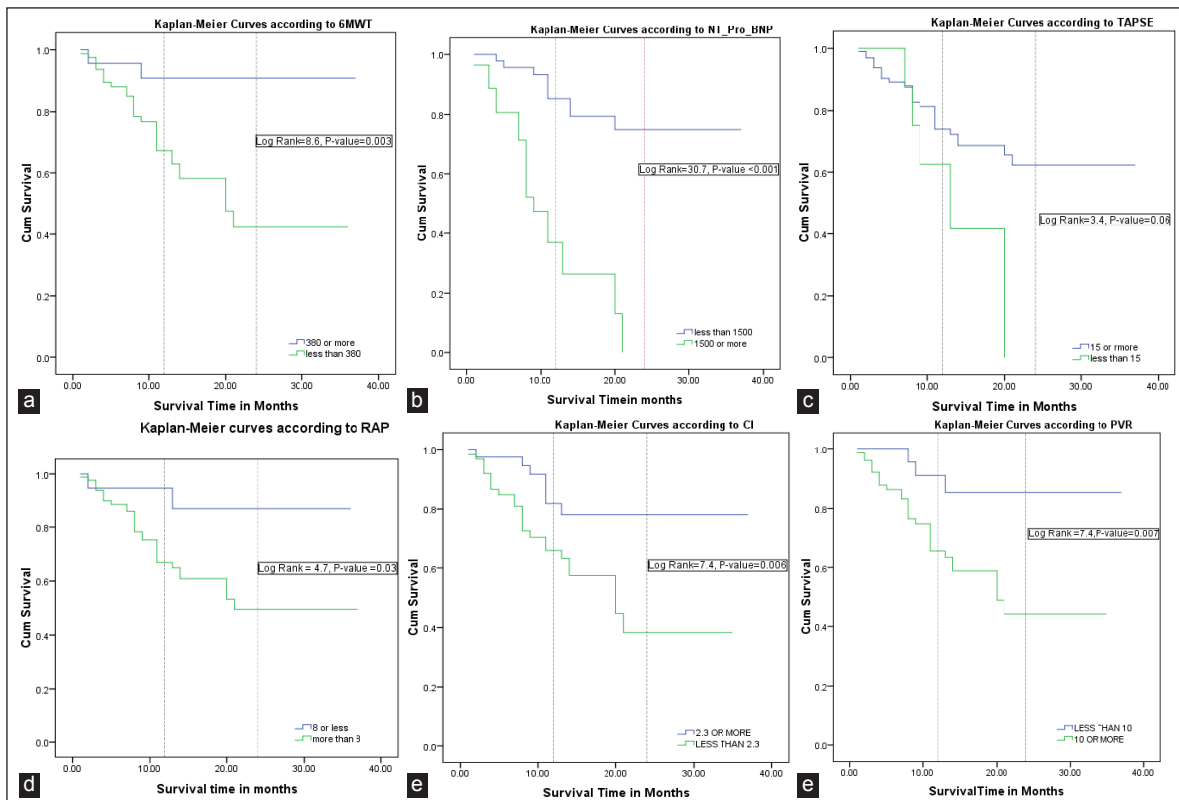 Kaplan-Meier Curves according to 6MWT
Cum Survival
1.0
0.8
0.6
0.4
0.2
0.0
Log Rank=8.6, P-value=0.003
380 or more
less than 380
0.00 10.00 20.00 30.00 40.00
Survival Time in Months
a
Kaplan-Meier Curves according to NT_Pro_BNP
Cum Survival
1.0
0.8
0.6
0.4
0.2
0.0
Log Rank=30.7, P-value <0.001
less than 1500
1500 or more
0.00 10.00 20.00 30.00 40.00
Survival Timein months
b
Kaplan-Meier Curves according to TAPSE
Cum Survival
1.0
0.8
0.6
0.4
0.2
0.0
Log Rank=3.4, P-value=0.06
15 or rmore
less than 15
0.00 10.00 20.00 30.00 40.00
Survival Time in Months
c
Kaplan-Meier curves according to RAP
Cum Survival
1.0
0.8
0.6
0.4
0.2
0.0
Log Rank = 4.7, P-value =0.03
8 or less
more than 8
0.00 10.00 20.00 30.00 40.00
Survival time in months
d
Kaplan-Meier Curves according to CI
Cum Survival
1.0
0.8
0.6
0.4
0.2
0.0
Log Rank=7.4, P-value=0.006
2.3 OR MORE
LESS THAN 2.3
0.00 10.00 20.00 30.00 40.00
Survival Time in Months
e
Kaplan-Meier Curves according to PVR
Cum Survival
1.0
0.8
0.6
0.4
0.2
0.0
Log Rank =7.4,P-value=0.007
LESS THAN 10
10 OR MORE
0.00 10.00 20.00 30.00 40.00
SurvivalTime in Months
e